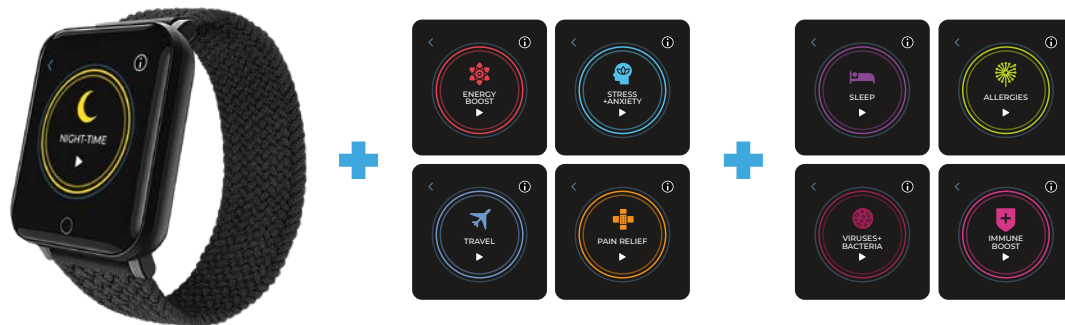 NIGHT-TIME
ENERGY
BOOST
STRESS
+ANXIETY
TRAVEL
PAIN RELIEF
SLEEP
ALLERGIES
VIRUSES+
BACTERIA
IMMUNE
BOOST